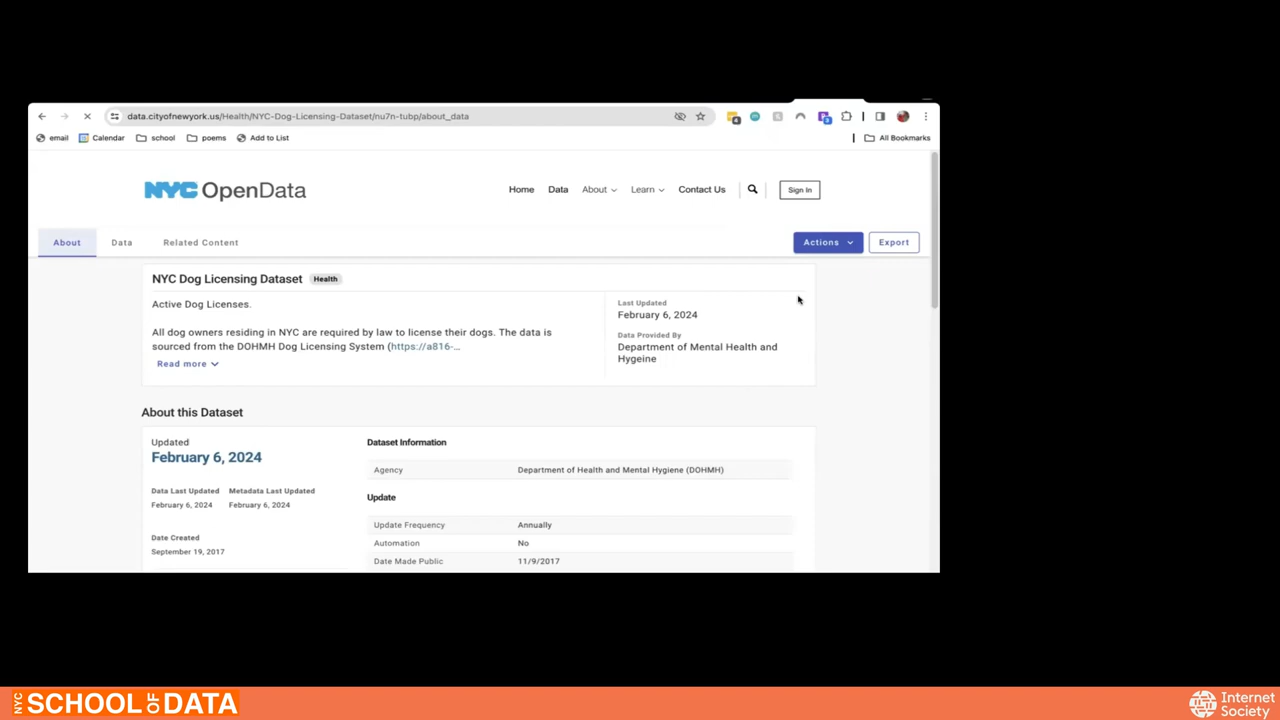 data.cityofnewyork.us/Health/NYC-Dog-Licensing-Dataset/nu7n-tubp/about_data
email Calendar school poems Add to List All Bookmarks
NYC OpenData Home Data About Learn Contact Us Sign In
About Data Related Content Actions Export
NYC Dog Licensing Dataset Health
Active Dog Licenses.
All dog owners residing in NYC are required by law to license their dogs. The data is
sourced from the DOHMH Dog Licensing System (https://a816-...
Read more
Last Updated
February 6, 2024
Data Provided By
Department of Mental Health and
Hygeine
About this Dataset
Updated
February 6, 2024
Data Last Updated Metadata Last Updated
February 6, 2024 February 6, 2024
Date Created
September 19, 2017
Dataset Information
Agency Department of Health and Mental Hygiene (DOHMH)
Update
Update Frequency Annually
Automation No
Date Made Public 11/9/2017
NYC SCHOOL OF DATA
Internet
Society